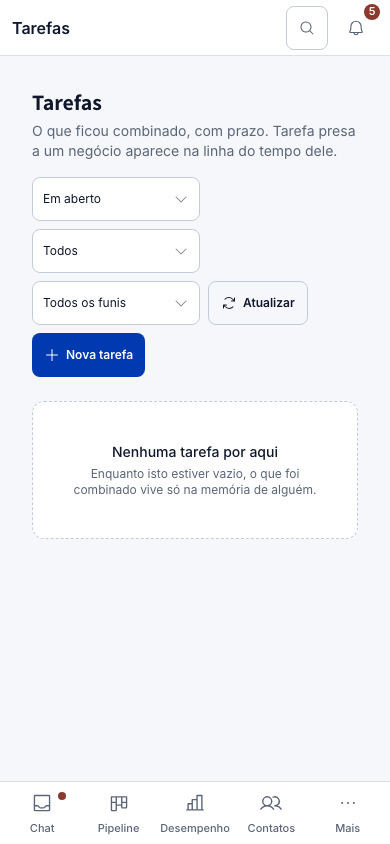 Tarefas
5
Tarefas
O que ficou combinado, com prazo. Tarefa presa
a um negócio aparece na linha do tempo dele.
Em aberto
Todos
Todos os funis
Atualizar
Nova tarefa
Nenhuma tarefa por aqui
Enquanto isto estiver vazio, o que foi
combinado vive só na memória de alguém.
Chat
Pipeline
Desempenho
Contatos
Mais